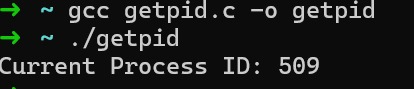 ➜ ~ gcc getpid.c -o getpid
➜ ~ ./getpid
Current Process ID: 509